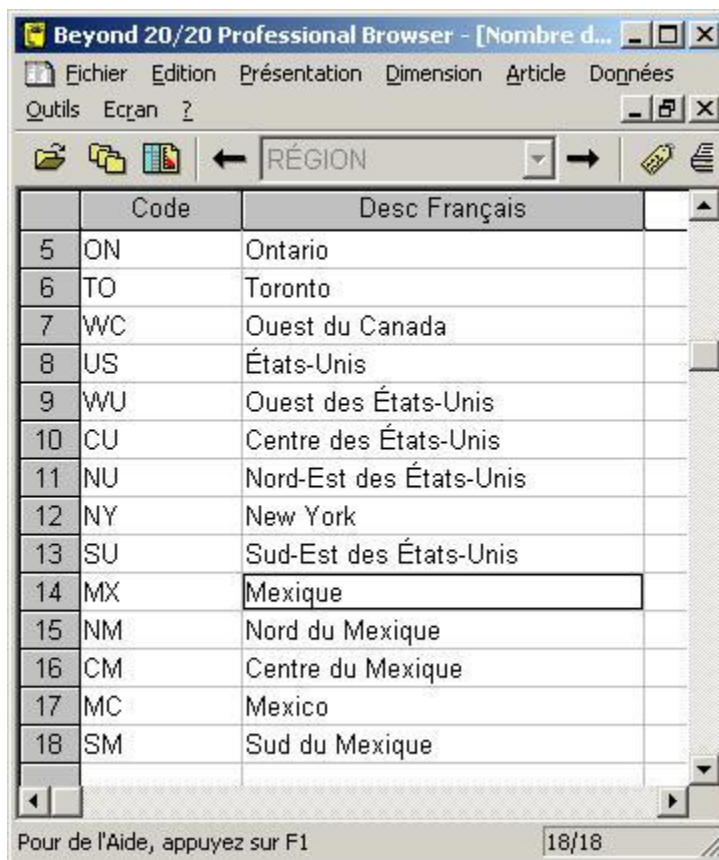 Beyond 20/20 Professional Browser - [Nombre d...
Fichier Edition Présentation Dimension Article Données
Outils Ecran ?
RÉGION
Code Desc Français
5 ON Ontario
6 TO Toronto
7 WC Ouest du Canada
8 US États-Unis
9 WU Ouest des États-Unis
10 CU Centre des États-Unis
11 NU Nord-Est des États-Unis
12 NY New York
13 SU Sud-Est des États-Unis
14 MX Mexique
15 NM Nord du Mexique
16 CM Centre du Mexique
17 MC Mexico
18 SM Sud du Mexique
Pour de l'Aide, appuyez sur F1 18/18